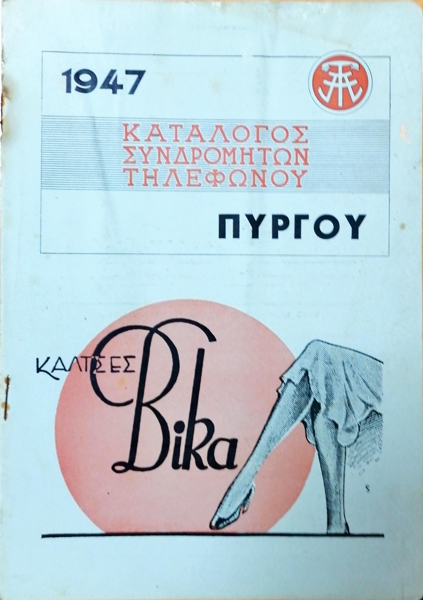 1947
ΚΑΤΑΛΟΓΟΣ
ΣΥΝΔΡΟΜΗΤΩΝ
ΤΗΛΕΦΩΝΟΥ
ΠΥΡΓΟΥ
ΚΑΛΤΣΕΣ
Bika